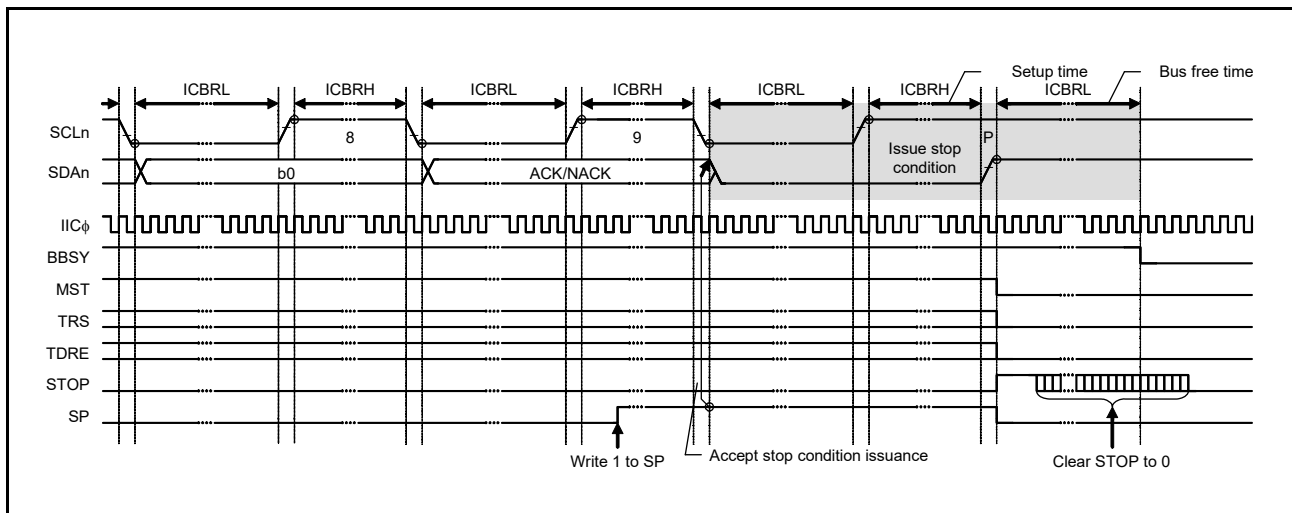 Setup time Bus free time
ICBRL ICBRH ICBRL ICBRH ICBRL ICBRH ICBRL
SCLn 8 9 P
Issue stop
condition
SDAn b0 ACK/NACK
IICϕ
BBSY
MST
TRS
TDRE
STOP
SP
Write 1 to SP Accept stop condition issuance Clear STOP to 0